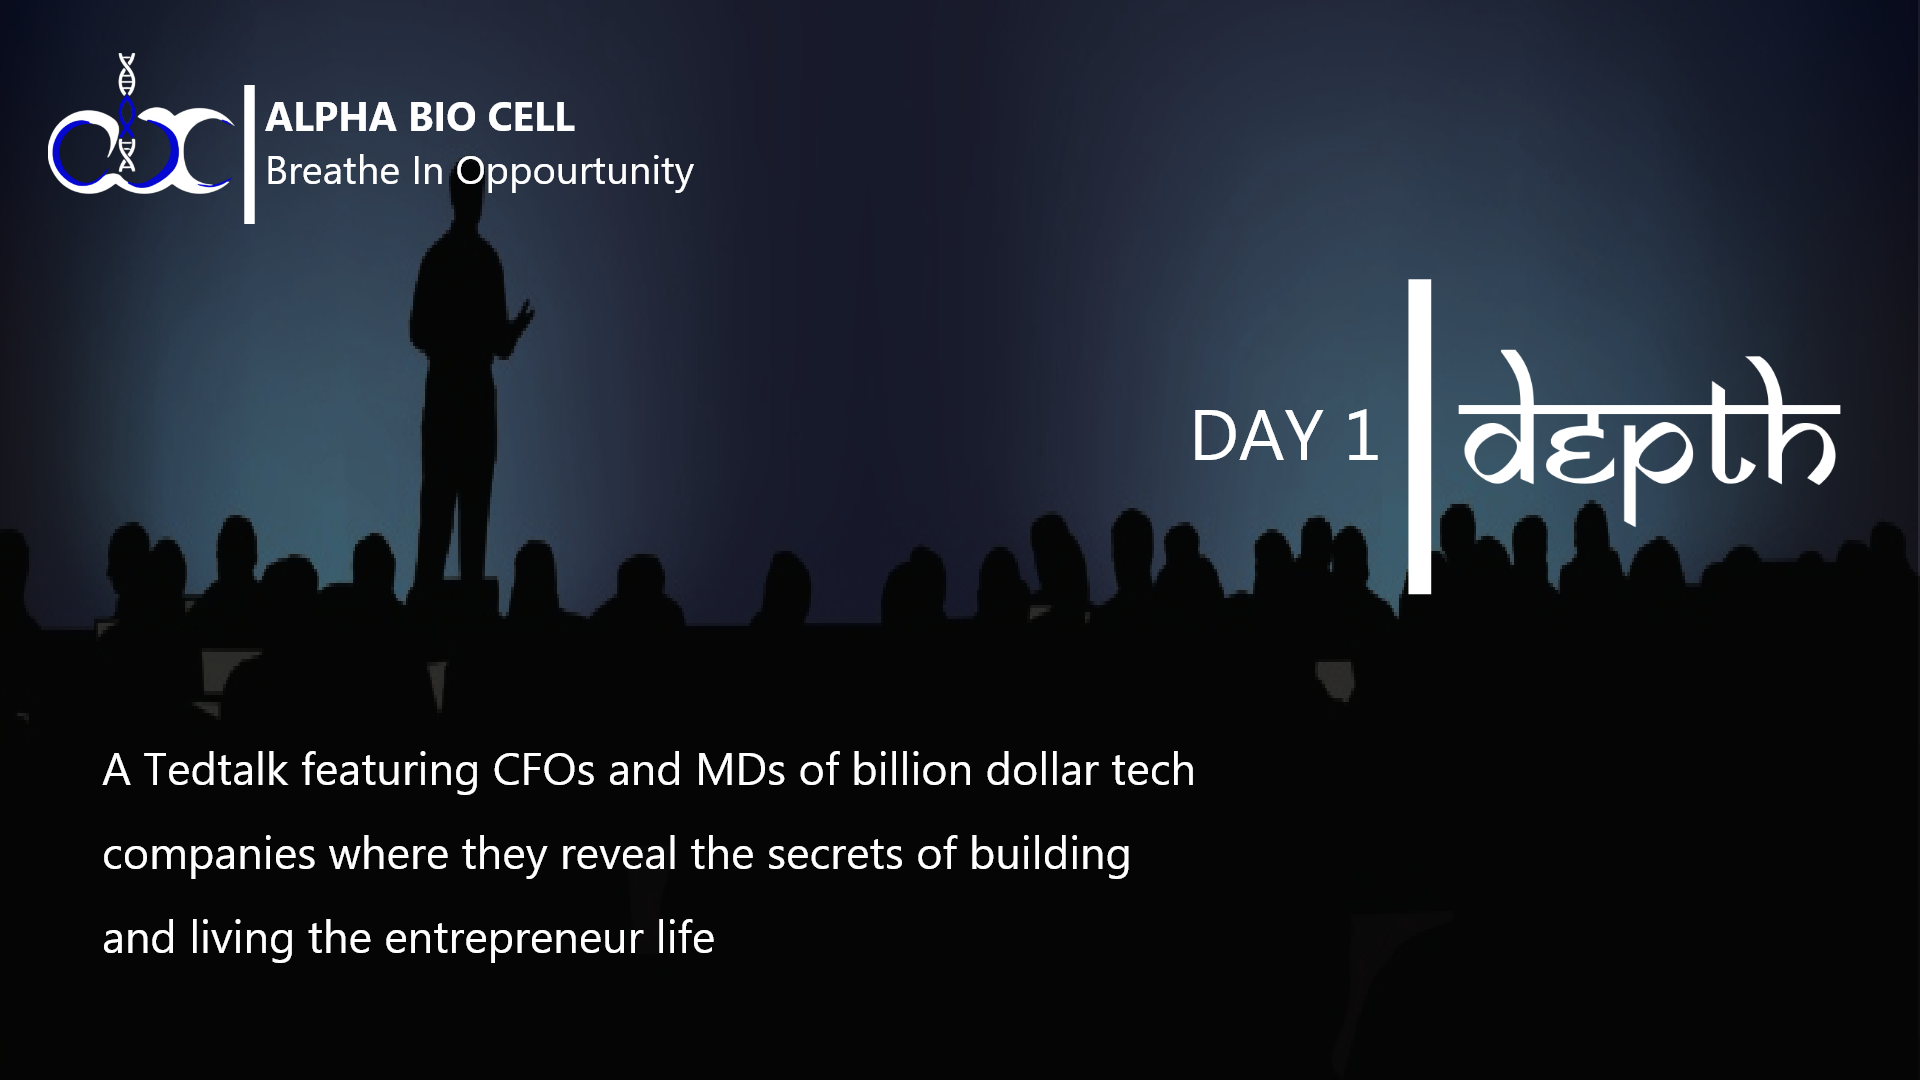 abc
ALPHA BIO CELL
Breathe In Oppourtunity
DAY 1
depth
A Tedtalk featuring CFOs and MDs of billion dollar tech
companies where they reveal the secrets of building
and living the entrepreneur life